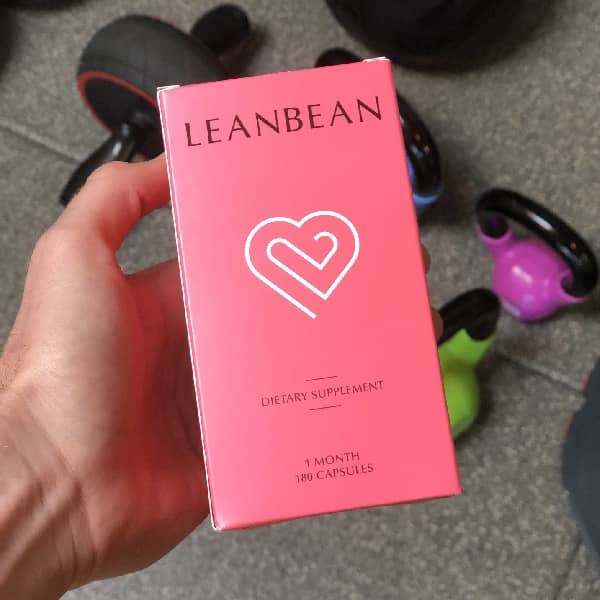 LEANBEAN
DIETARY SUPPLEMENT
1 MONTH
180 CAPSULES